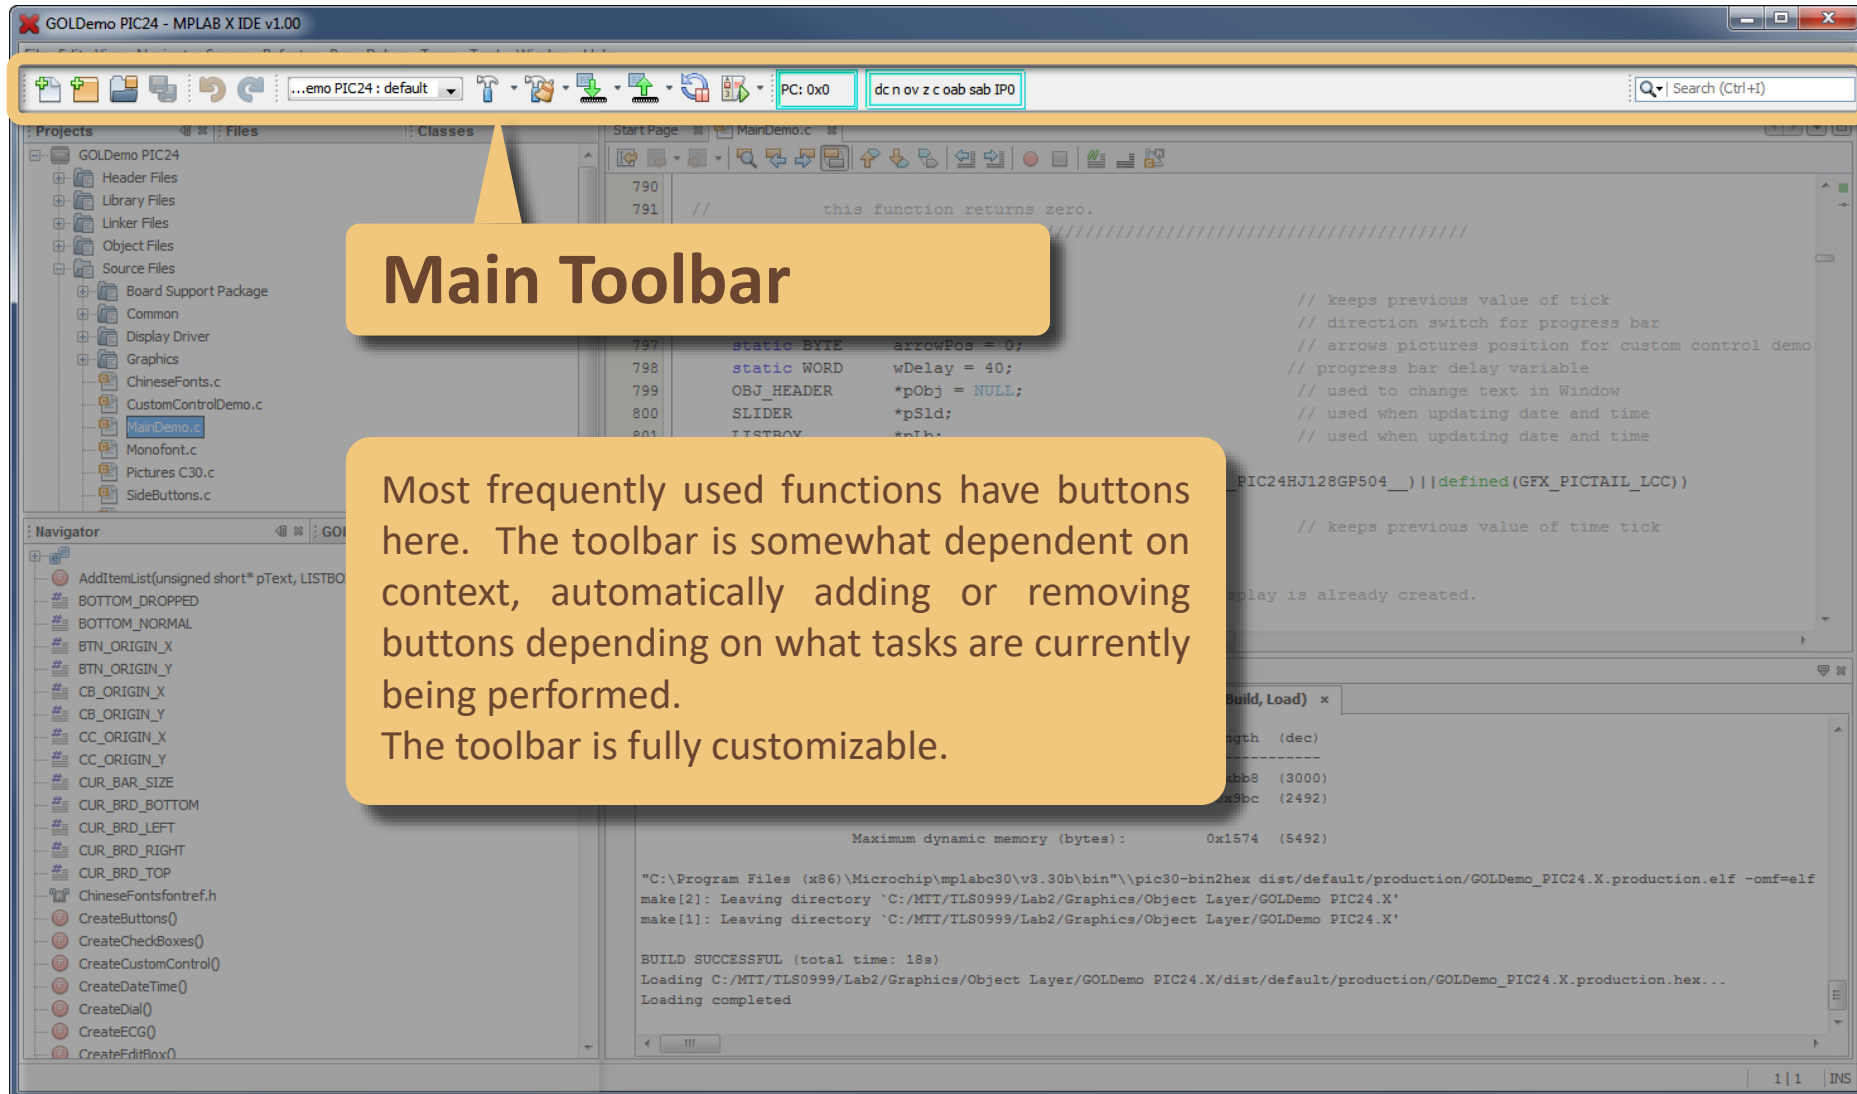 GOLDemo PIC24 - MPLAB X IDE v1.00
...emo PIC24 : default
PC: 0x0
dc n ov z c oab sab IP0
Search (Ctrl+I)
Projects
Files
Classes
Start Page
MainDemo.c
GOLDemo PIC24
Header Files
Library Files
Linker Files
Object Files
Source Files
Board Support Package
Common
Display Driver
Graphics
ChineseFonts.c
CustomControlDemo.c
MainDemo.c
Monofont.c
Pictures C30.c
SideButtons.c
790
791 // this function returns zero.
////////////////////////////////////////
Main Toolbar
// keeps previous value of tick
// direction switch for progress bar
797 static BYTE arrowPos = 0; // arrows pictures position for custom control demo
798 static WORD wDelay = 40; // progress bar delay variable
799 OBJ_HEADER *pObj = NULL; // used to change text in Window
800 SLIDER *pSld; // used when updating date and time
801 LISTBOX *pLb; // used when updating date and time
_PIC24HJ128GP504__)||defined(GFX_PICTAIL_LCC))
// keeps previous value of time tick
splay is already created.
Most frequently used functions have buttons
here. The toolbar is somewhat dependent on
context, automatically adding or removing
buttons depending on what tasks are currently
being performed.
The toolbar is fully customizable.
Navigator
GOL
AddItemList(unsigned short* pText, LISTBO
BOTTOM_DROPPED
BOTTOM_NORMAL
BTN_ORIGIN_X
BTN_ORIGIN_Y
CB_ORIGIN_X
CB_ORIGIN_Y
CC_ORIGIN_X
CC_ORIGIN_Y
CUR_BAR_SIZE
CUR_BRD_BOTTOM
CUR_BRD_LEFT
CUR_BRD_RIGHT
CUR_BRD_TOP
ChineseFontsfontref.h
CreateButtons()
CreateCheckBoxes()
CreateCustomControl()
CreateDateTime()
CreateDial()
CreateECG()
CreateEditBox()
Build, Load)
ngth (dec)
------------
xbb8 (3000)
0x9bc (2492)
Maximum dynamic memory (bytes): 0x1574 (5492)
"C:\Program Files (x86)\Microchip\mplabc30\v3.30b\bin"\\pic30-bin2hex dist/default/production/GOLDemo_PIC24.X.production.elf -omf=elf
make[2]: Leaving directory `C:/MTT/TLS0999/Lab2/Graphics/Object Layer/GOLDemo PIC24.X'
make[1]: Leaving directory `C:/MTT/TLS0999/Lab2/Graphics/Object Layer/GOLDemo PIC24.X'
BUILD SUCCESSFUL (total time: 18s)
Loading C:/MTT/TLS0999/Lab2/Graphics/Object Layer/GOLDemo PIC24.X/dist/default/production/GOLDemo_PIC24.X.production.hex...
Loading completed
1 | 1
INS